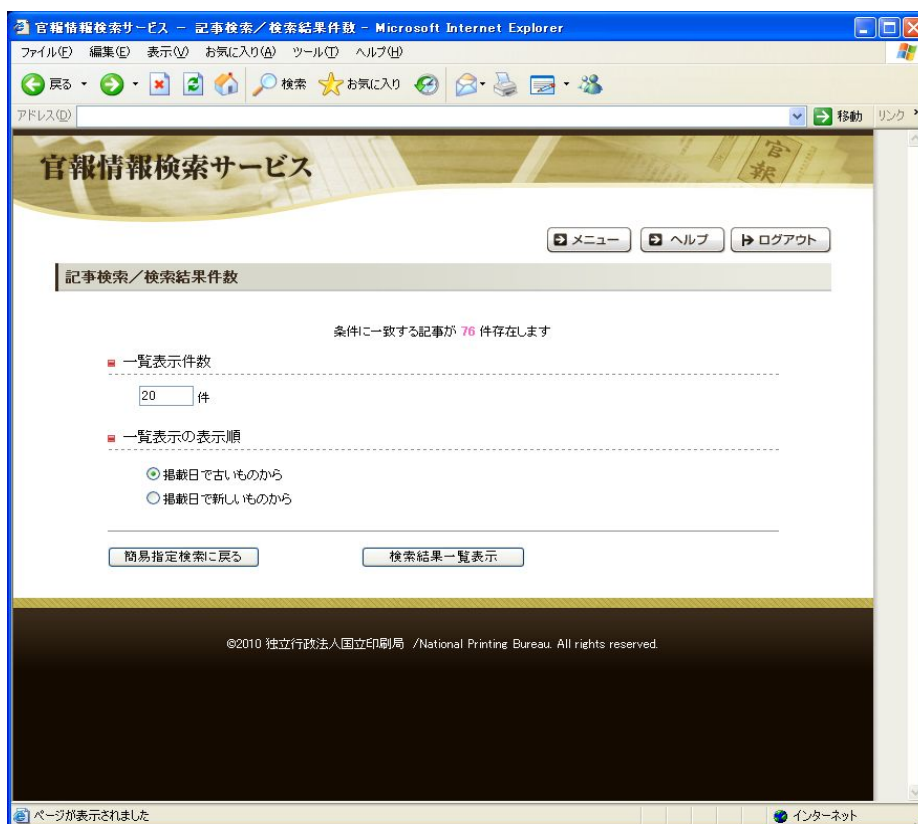 官報情報検索サービス － 記事検索／検索結果件数 - Microsoft Internet Explorer
ファイル(F) 編集(E) 表示(V) お気に入り(A) ツール(T) ヘルプ(H)
戻る 検索 お気に入り
アドレス(D) 移動 リンク
官報情報検索サービス
官報
メニュー ヘルプ ログアウト
記事検索／検索結果件数
条件に一致する記事が 76 件存在します
一覧表示件数
20 件
一覧表示の表示順
掲載日で古いものから
掲載日で新しいものから
簡易指定検索に戻る 検索結果一覧表示
©2010 独立行政法人国立印刷局 /National Printing Bureau. All rights reserved.
ページが表示されました インターネット